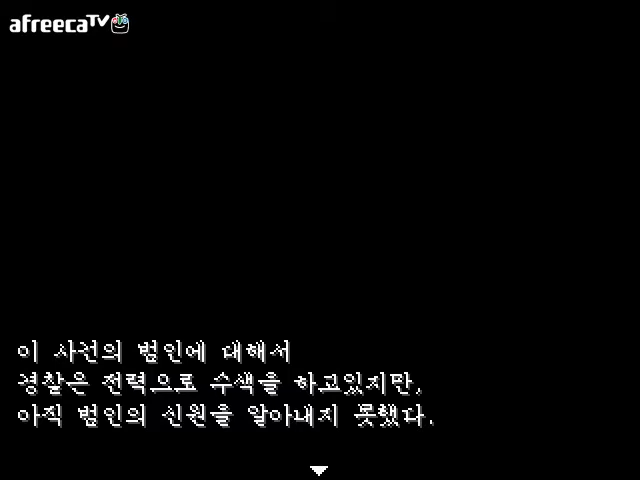 afreecaTV
이 사건의 범인에 대해서
경찰은 전력으로 수색을 하고있지만,
아직 범인의 신원을 알아내지 못했다.